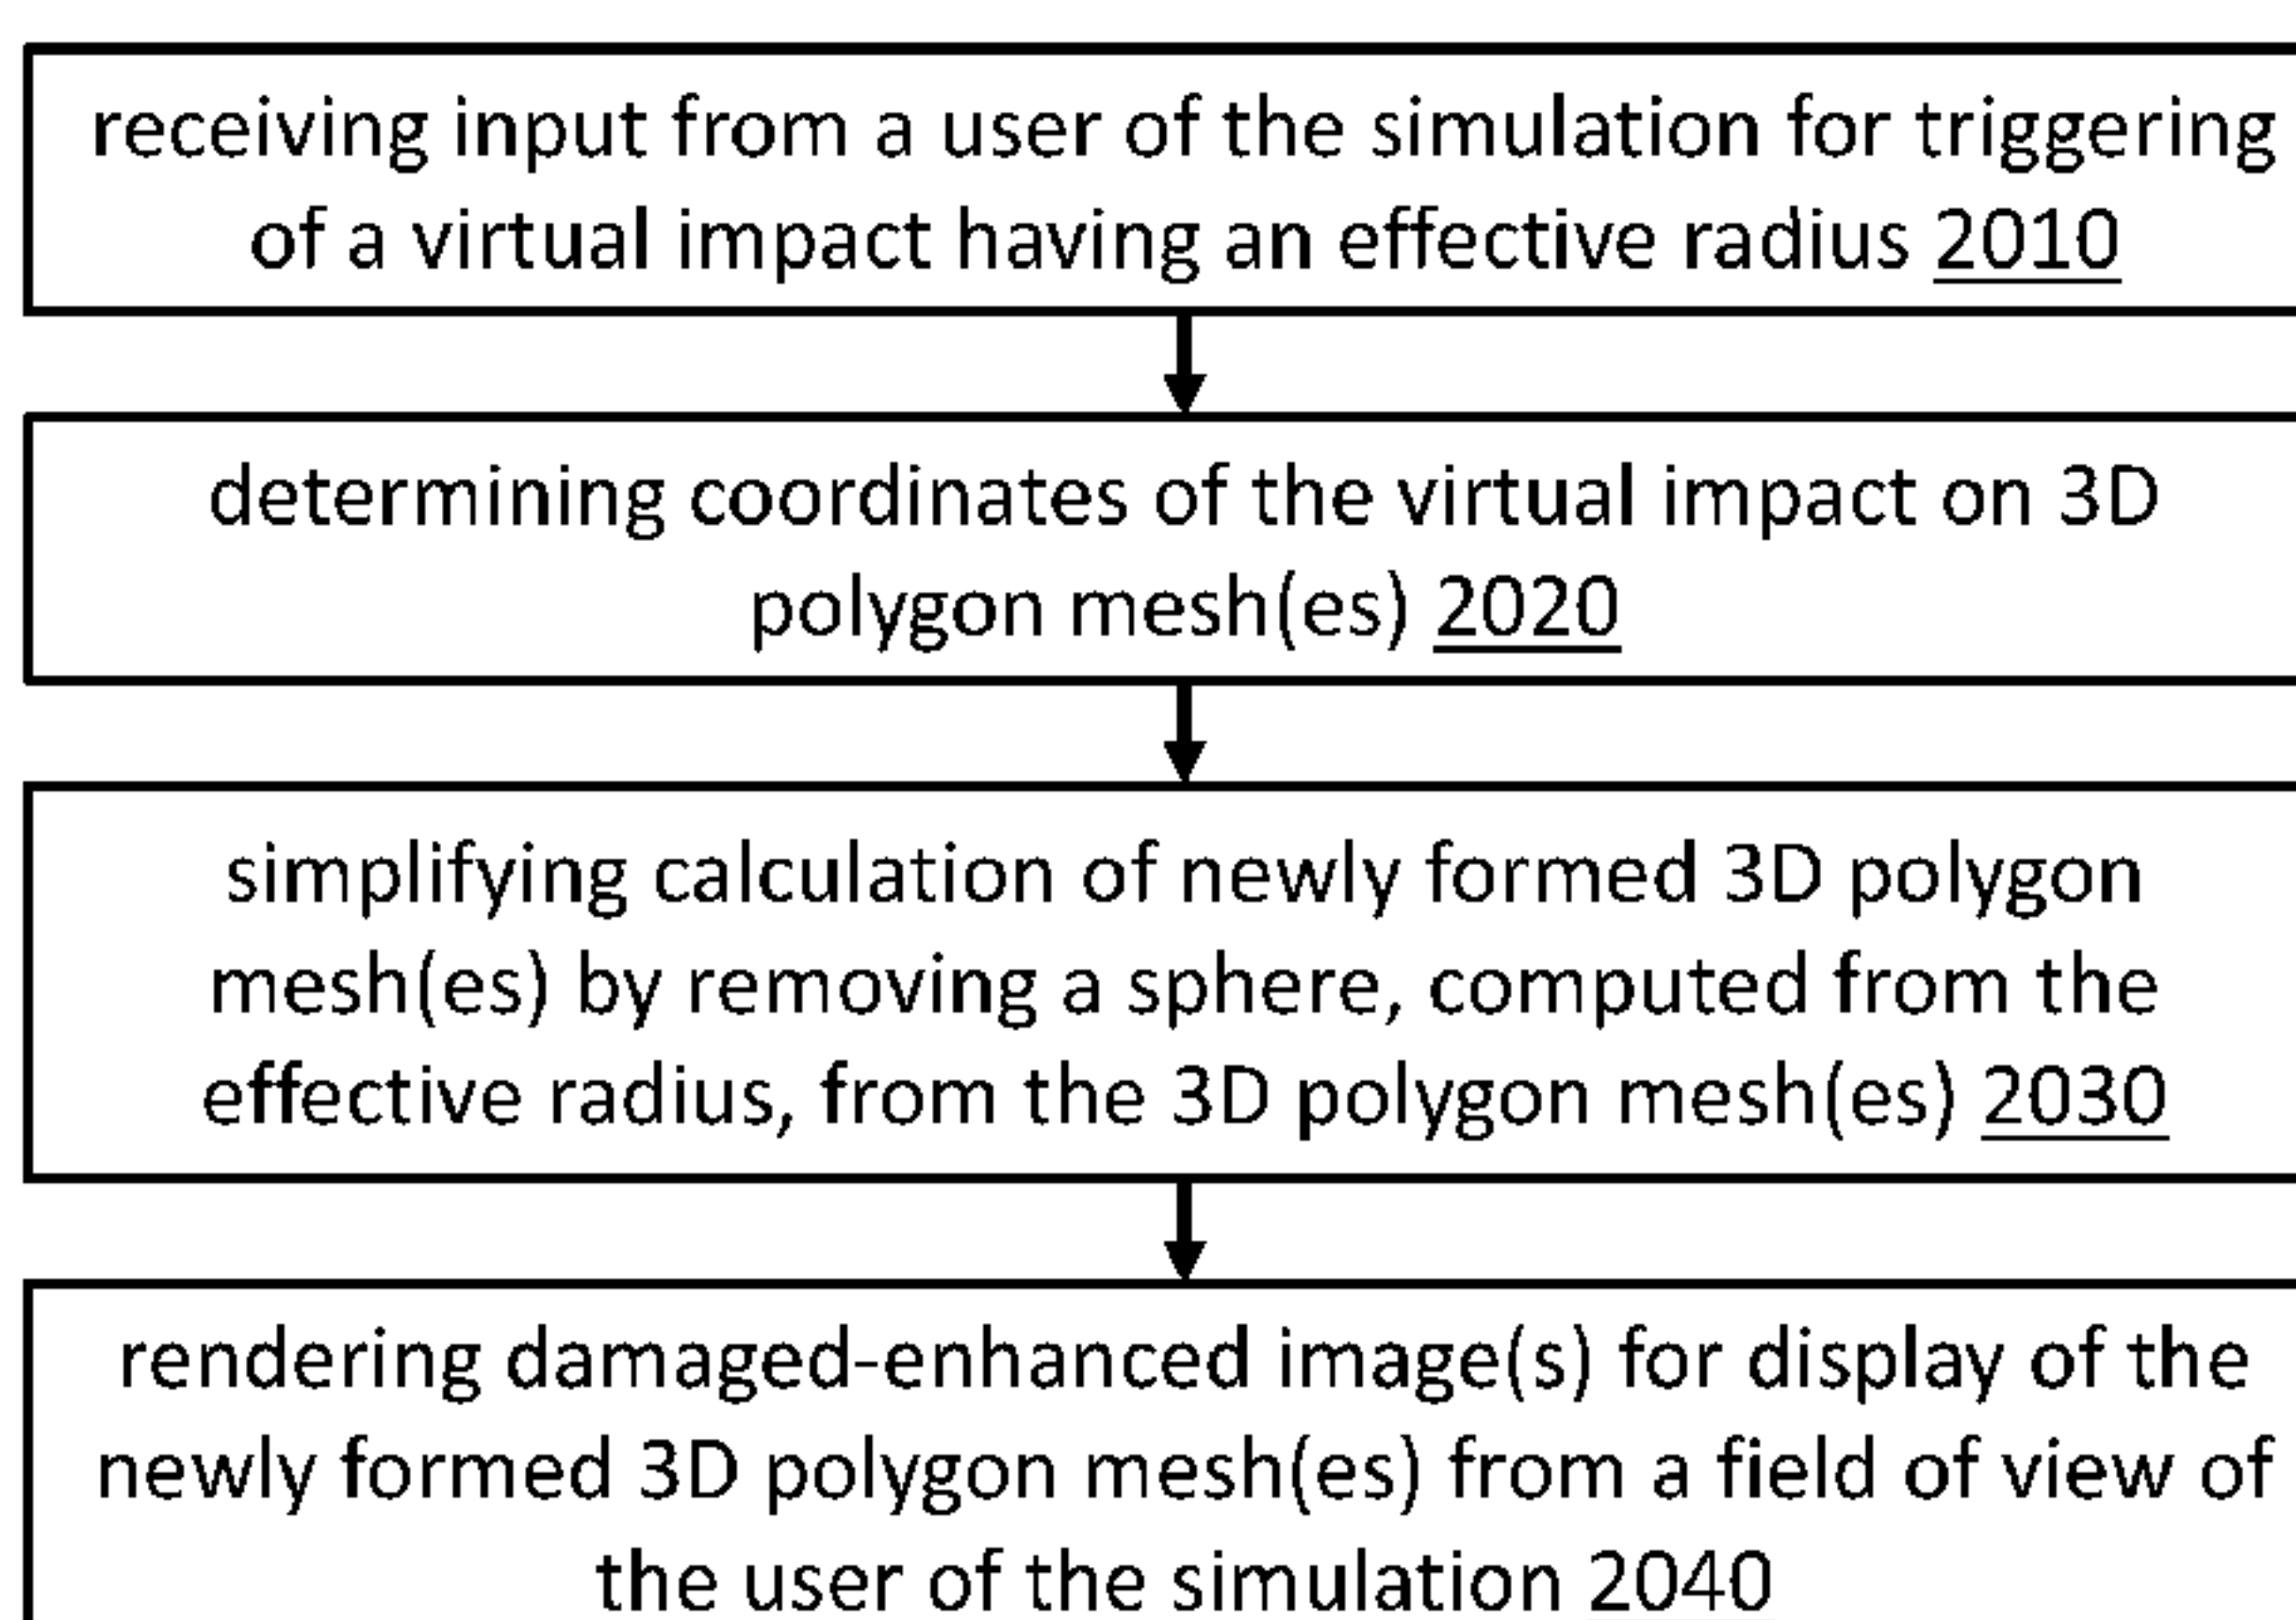 receiving input from a user of the simulation for triggering
of a virtual impact having an effective radius 2010
determining coordinates of the virtual impact on 3D
polygon mesh(es) 2020
simplifying calculation of newly formed 3D polygon
mesh(es) by removing a sphere, computed from the
effective radius, from the 3D polygon mesh(es) 2030
rendering damaged-enhanced image(s) for display of the
newly formed 3D polygon mesh(es) from a field of view of
the user of the simulation 2040